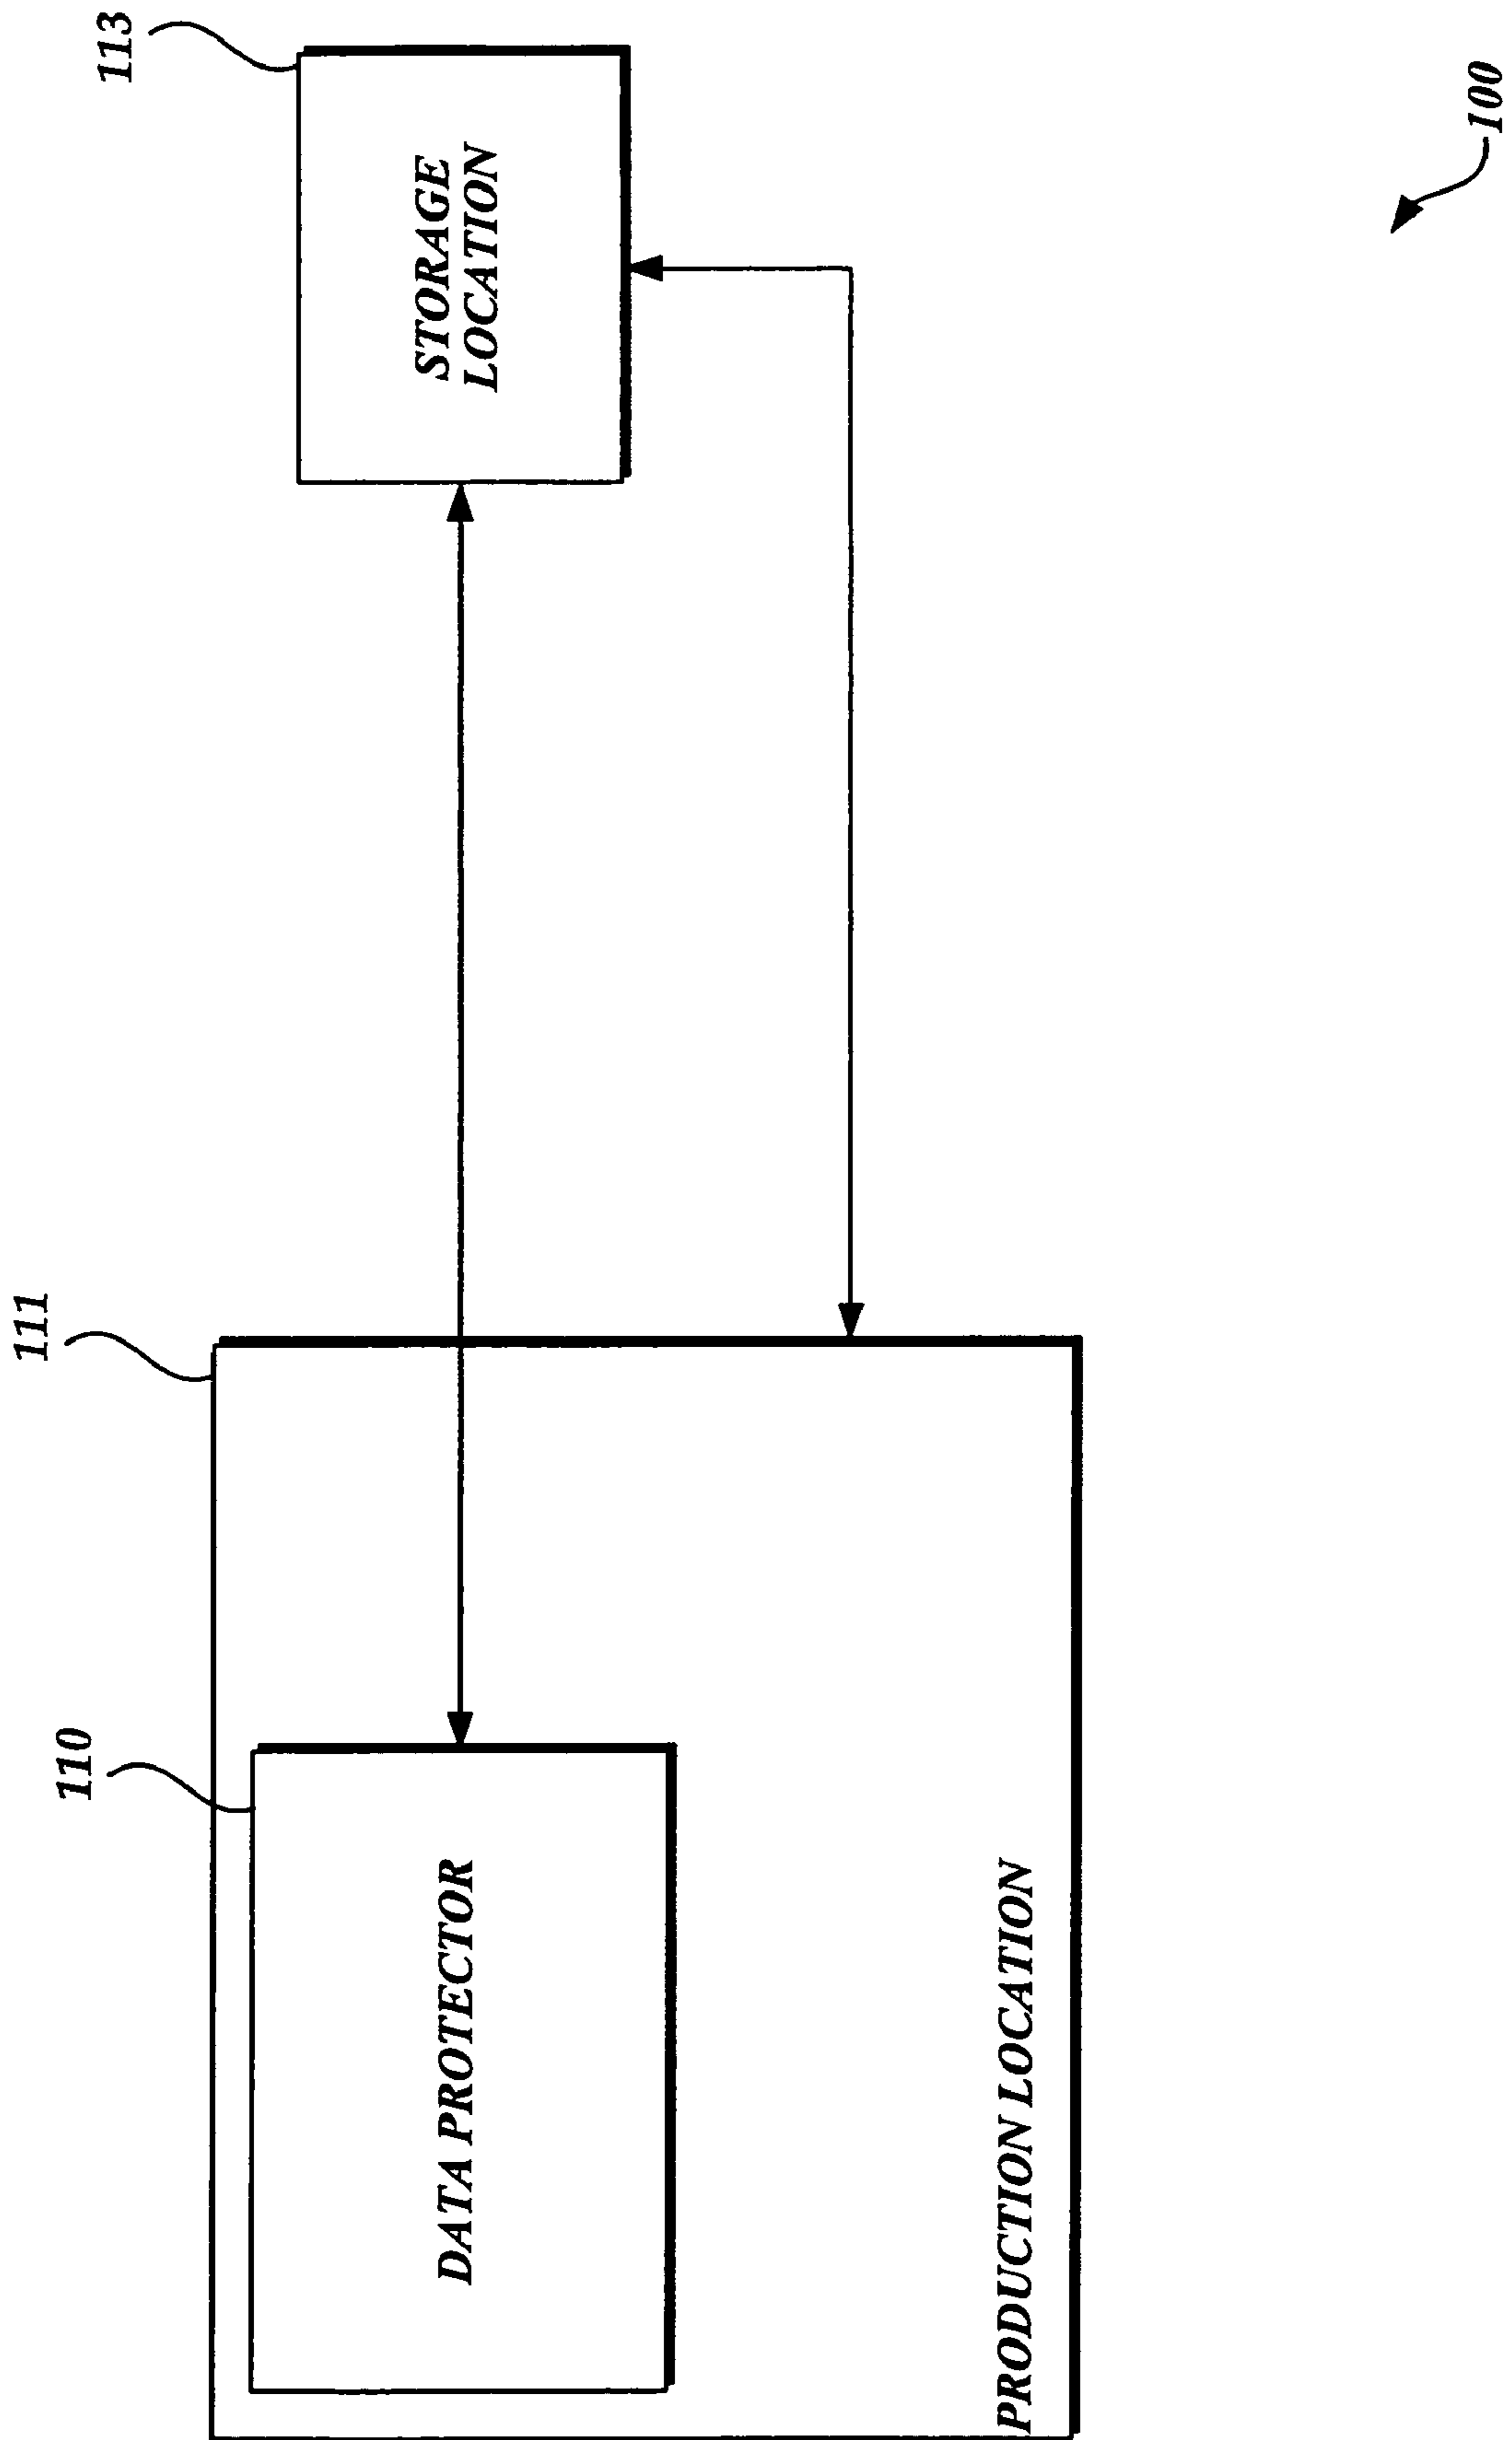 111
113
110
STORAGE
LOCATION
DATA PROTECTOR
PRODUCTION LOCATION
100